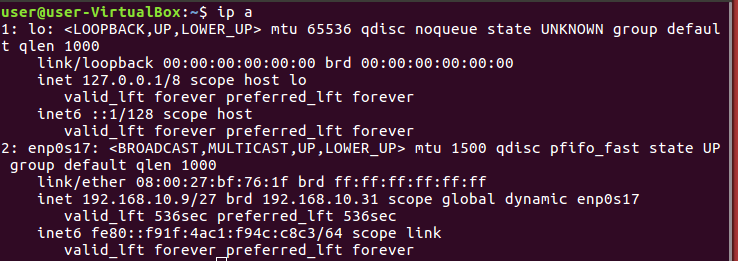 user@user-VirtualBox:~$ ip a
1: lo: <LOOPBACK,UP,LOWER_UP> mtu 65536 qdisc noqueue state UNKNOWN group defaul
t qlen 1000
    link/loopback 00:00:00:00:00:00 brd 00:00:00:00:00:00
    inet 127.0.0.1/8 scope host lo
       valid_lft forever preferred_lft forever
    inet6 ::1/128 scope host
       valid_lft forever preferred_lft forever
2: enp0s17: <BROADCAST,MULTICAST,UP,LOWER_UP> mtu 1500 qdisc pfifo_fast state UP
 group default qlen 1000
    link/ether 08:00:27:bf:76:1f brd ff:ff:ff:ff:ff:ff
    inet 192.168.10.9/27 brd 192.168.10.31 scope global dynamic enp0s17
       valid_lft 536sec preferred_lft 536sec
    inet6 fe80::f91f:4ac1:f94c:c8c3/64 scope link
       valid_lft forever preferred_lft forever